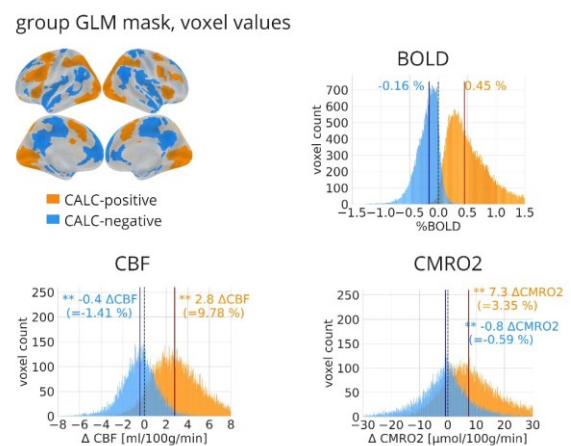 group GLM mask, voxel values
CALC-positive
CALC-negative
BOLD
-0.16 %
0.45 %
voxel count
700
600
500
400
300
200
100
0
−1.5−1.0−0.5 0.0 0.5 1.0 1.5
%BOLD
CBF
** -0.4 ΔCBF
(=-1.41 %)
** 2.8 ΔCBF
(=9.78 %)
voxel count
250
200
150
100
50
0
−8 −6 −4 −2 0 2 4 6 8
Δ CBF [ml/100g/min]
CMRO2
** 7.3 ΔCMRO2
(=3.35 %)
** -0.8 ΔCMRO2
(=-0.59 %)
voxel count
250
200
150
100
50
0
−30 −20 −10 0 10 20 30
Δ CMRO2 [μmol/100g/min]